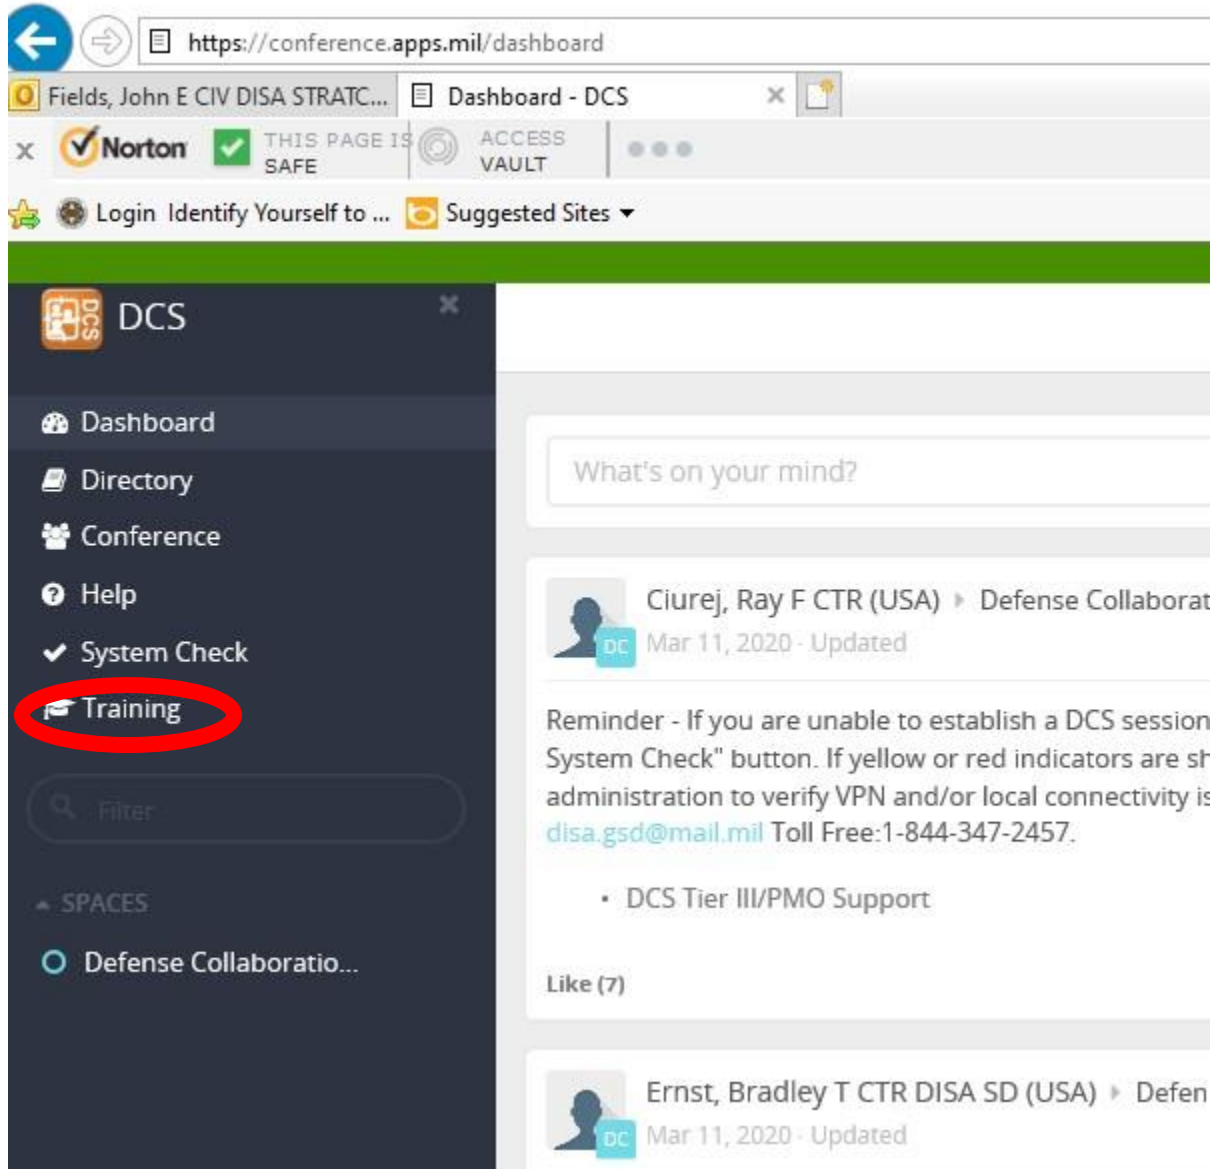 https://conference.apps.mil/dashboard
Fields, John E CIV DISA STRATC... Dashboard - DCS
Norton THIS PAGE IS SAFE ACCESS VAULT
Login Identify Yourself to ... Suggested Sites
DCS DCS
Dashboard
Directory
Conference
Help
System Check
Training
Filter
SPACES
Defense Collaboratio...
What's on your mind?
Ciurej, Ray F CTR (USA) Defense Collaborat
DC Mar 11, 2020 · Updated
Reminder - If you are unable to establish a DCS session
System Check" button. If yellow or red indicators are sh
administration to verify VPN and/or local connectivity is
disa.gsd@mail.mil Toll Free:1-844-347-2457.
• DCS Tier III/PMO Support
Like (7)
Ernst, Bradley T CTR DISA SD (USA) Defen
DC Mar 11, 2020 · Updated